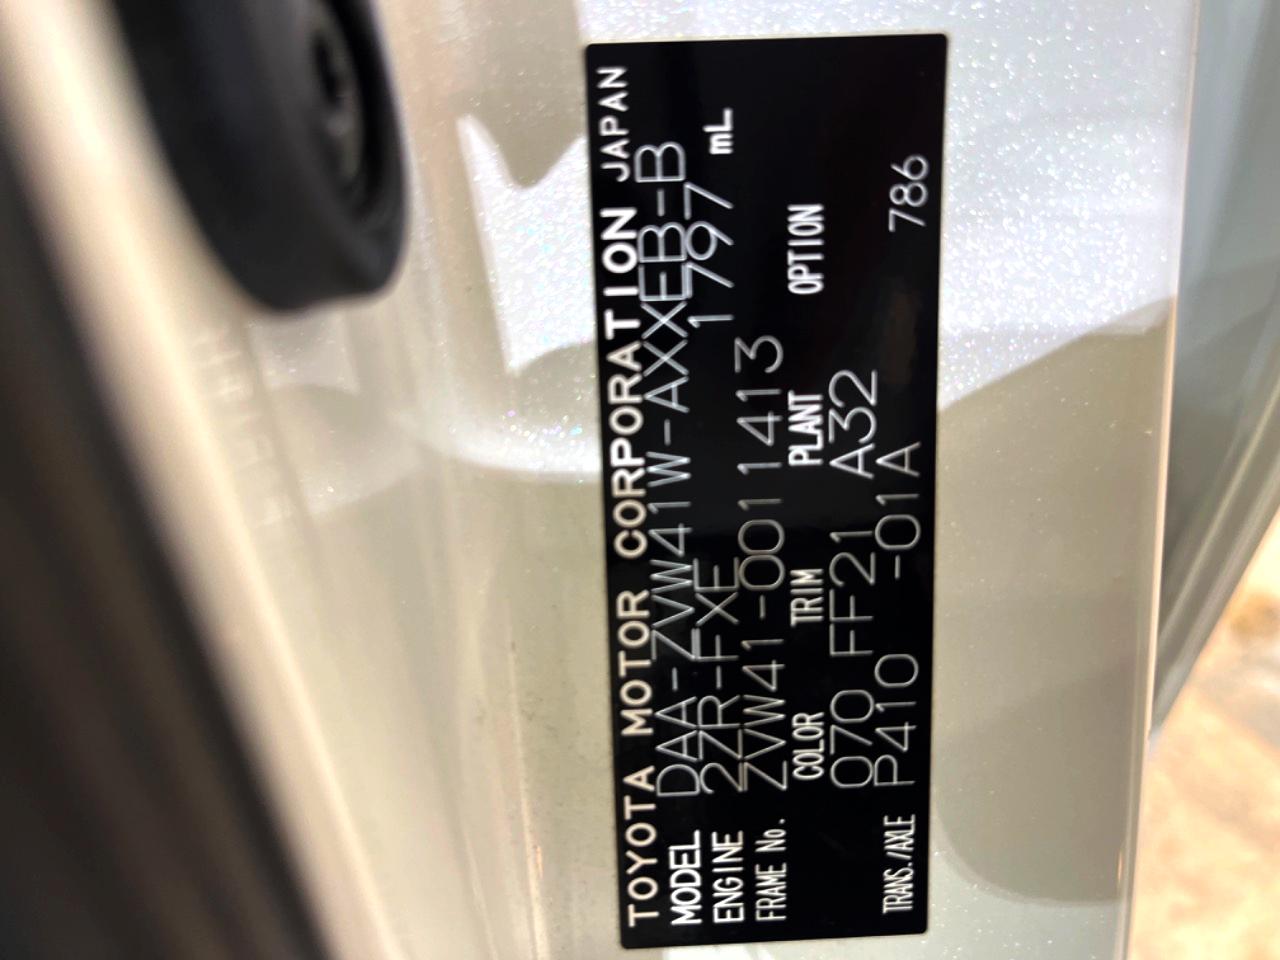 TOYOTA MOTOR CORPORATION JAPAN
MODEL DAA-ZVW41W-AXXEB-B
ENGINE 2ZR-FXE 1797 mL
FRAME No. ZVW41-0011413
COLOR TRIM PLANT OPTION
070 FF21 A32
TRANS./AXLE P410 -01A 786